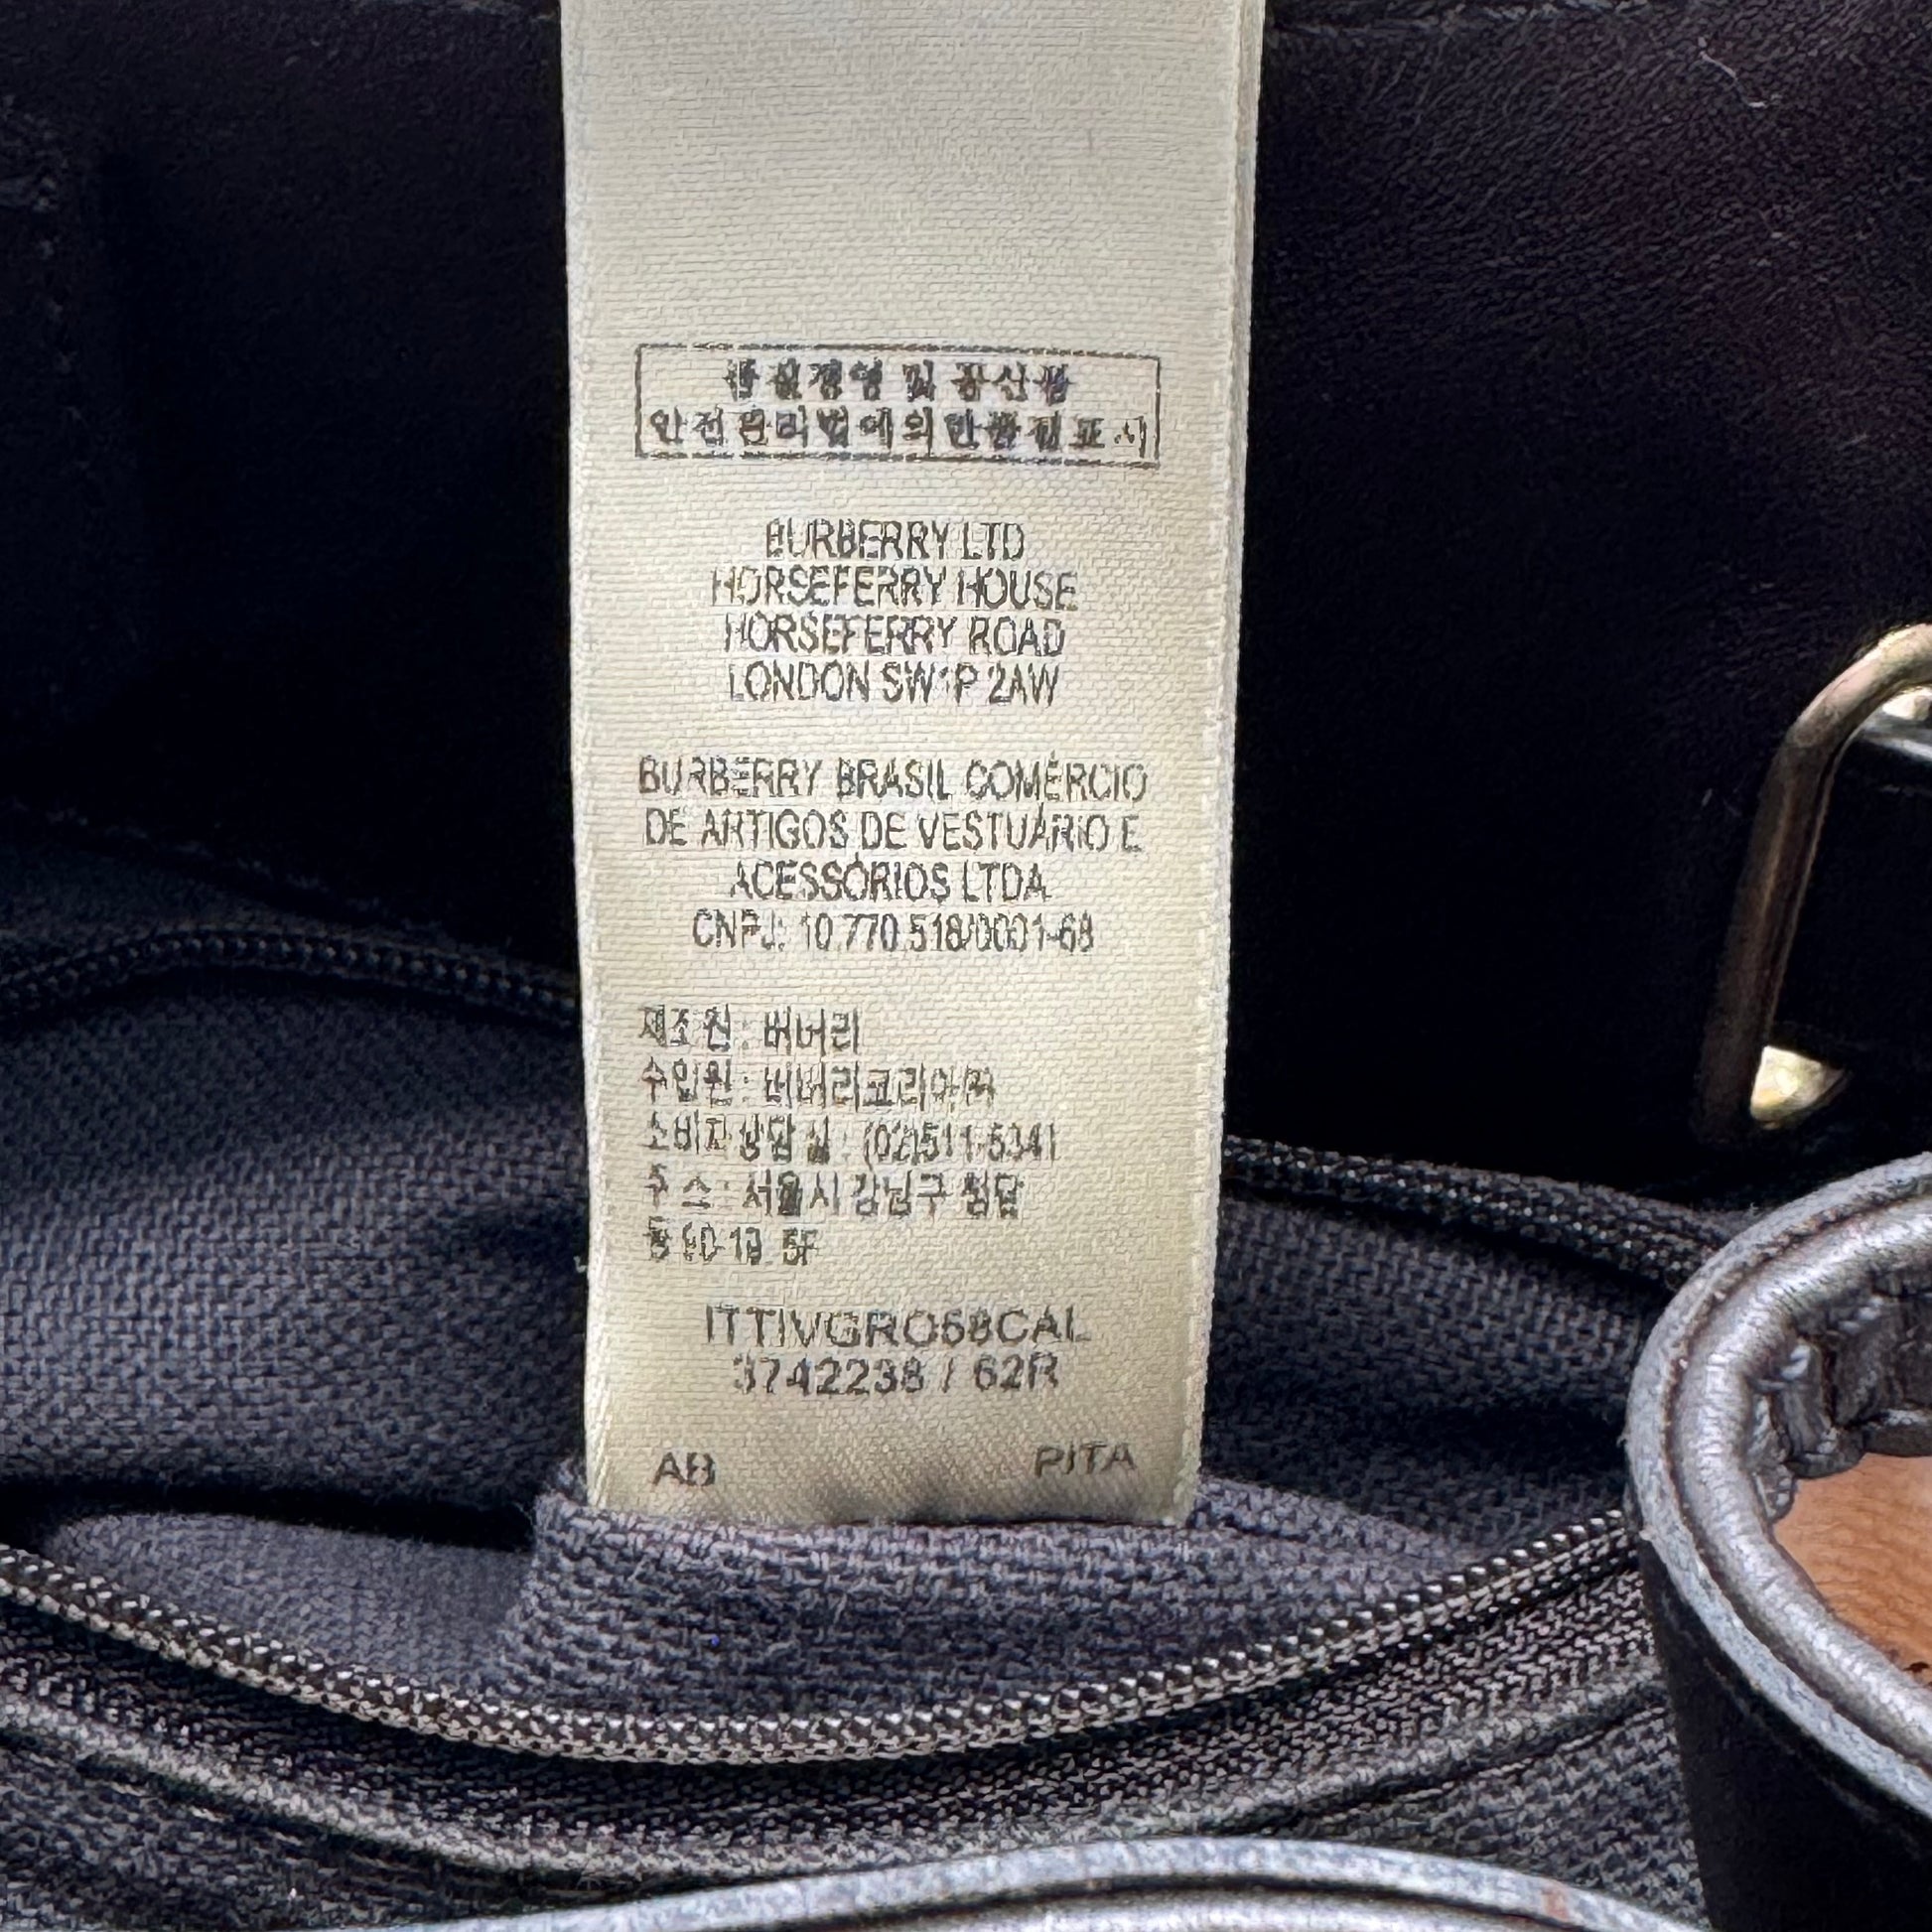 품질경영 및 공산품
안전관리법에의한품질표시
BURBERRY LTD
HORSEFERRY HOUSE
HORSEFERRY ROAD
LONDON SW1P 2AW
BURBERRY BRASIL COMÉRCIO
DE ARTIGOS DE VESTUÁRIO E
ACESSÓRIOS LTDA
CNPJ: 10.770.518/0001-68
제조원 : 버버리
수입원 : 버버리코리아㈜
소비자상담실 : (02)511-5341
주 소 : 서울시 강남구 청담
5F
ITTIVGRO68CAL
3742238 / 62R
AB PITA